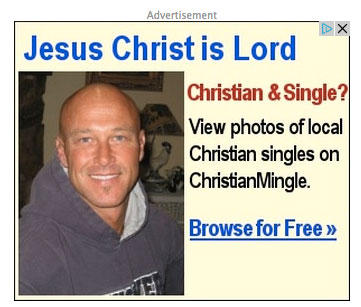 Advertisement
Jesus Christ is Lord
Christian & Single?
View photos of local
Christian singles on
ChristianMingle.
Browse for Free »